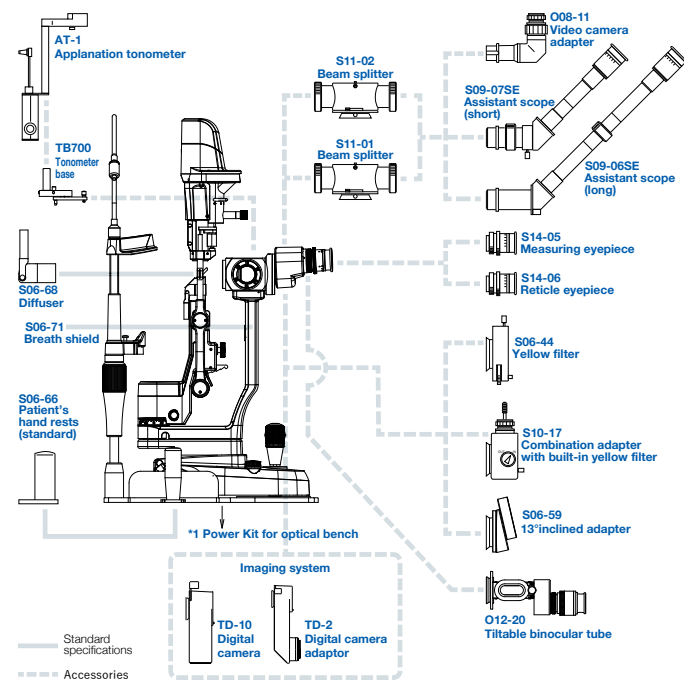 AT-1
Applanation tonometer
TB700
Tonometer
base
S06-68
Diffuser
S06-71
Breath shield
S06-66
Patient's
hand rests
(standard)
S11-02
Beam splitter
S11-01
Beam splitter
O08-11
Video camera
adapter
S09-07SE
Assistant scope
(short)
S09-06SE
Assistant scope
(long)
S14-05
Measuring eyepiece
S14-06
Reticle eyepiece
S06-44
Yellow filter
S10-17
Combination adapter
with built-in yellow filter
S06-59
13°inclined adapter
O12-20
Tiltable binocular tube
*1 Power Kit for optical bench
Imaging system
TD-10
Digital
camera
TD-2
Digital camera
adaptor
Standard
specifications
Accessories